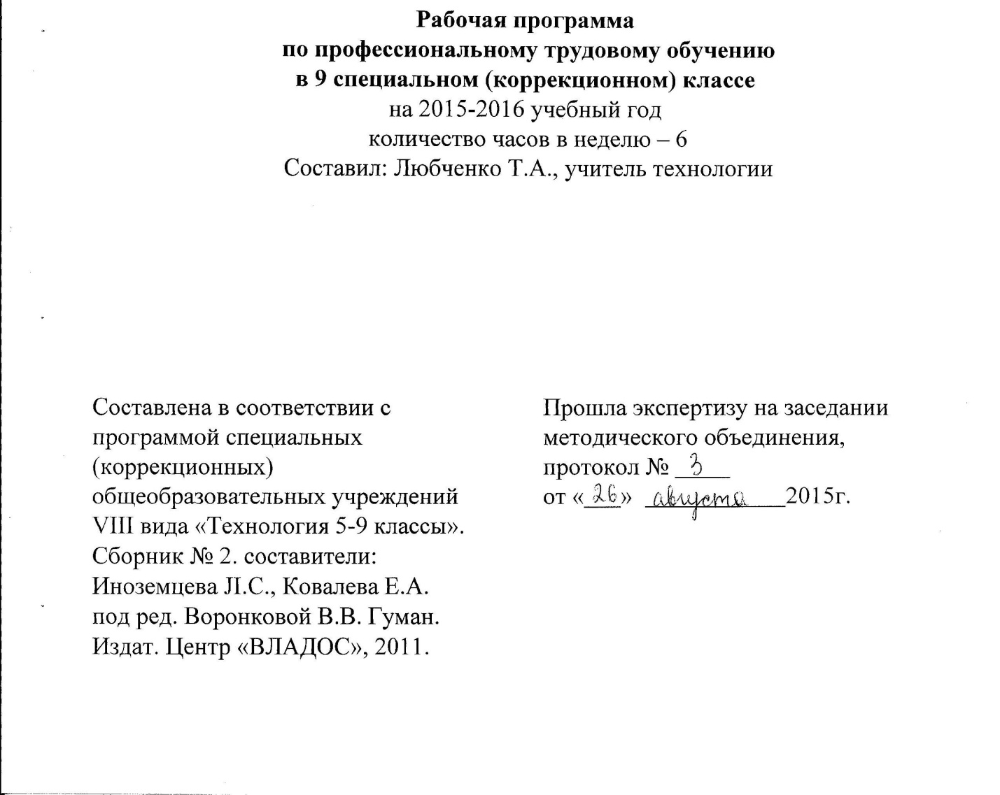 Рабочая программа
по профессиональному трудовому обучению
в 9 специальном (коррекционном) классе
на 2015-2016 учебный год
количество часов в неделю – 6
Составил: Любченко Т.А., учитель технологии
Составлена в соответствии с
программой специальных
(коррекционных)
общеобразовательных учреждений
VIII вида «Технология 5-9 классы».
Сборник № 2. составители:
Иноземцева Л.С., Ковалева Е.А.
под ред. Воронковой В.В. Гуман.
Издат. Центр «ВЛАДОС», 2011.
Прошла экспертизу на заседании
методического объединения,
протокол № 3
от «26» августа 2015г.